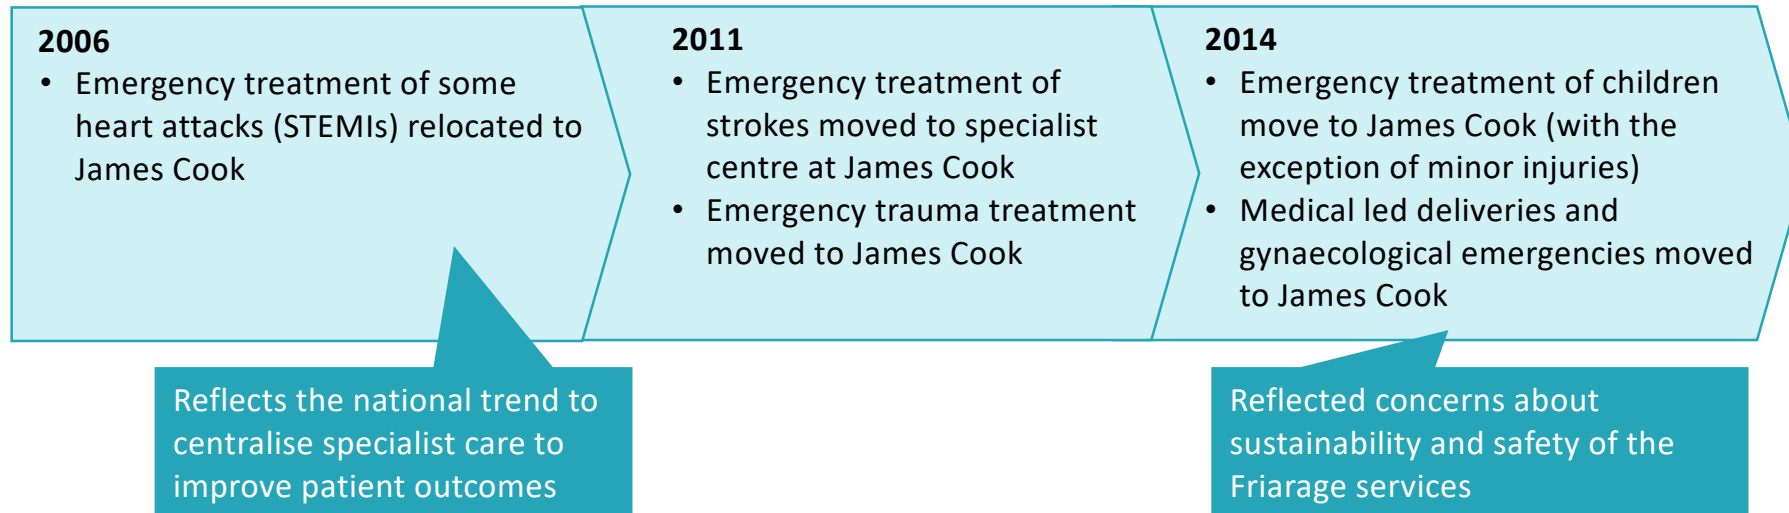 2006
• Emergency treatment of some
heart attacks (STEMIs) relocated to
James Cook
2011
• Emergency treatment of
strokes moved to specialist
centre at James Cook
• Emergency trauma treatment
moved to James Cook
2014
• Emergency treatment of children
move to James Cook (with the
exception of minor injuries)
• Medical led deliveries and
gynaecological emergencies moved
to James Cook
Reflects the national trend to
centralise specialist care to
improve patient outcomes
Reflected concerns about
sustainability and safety of the
Friarage services